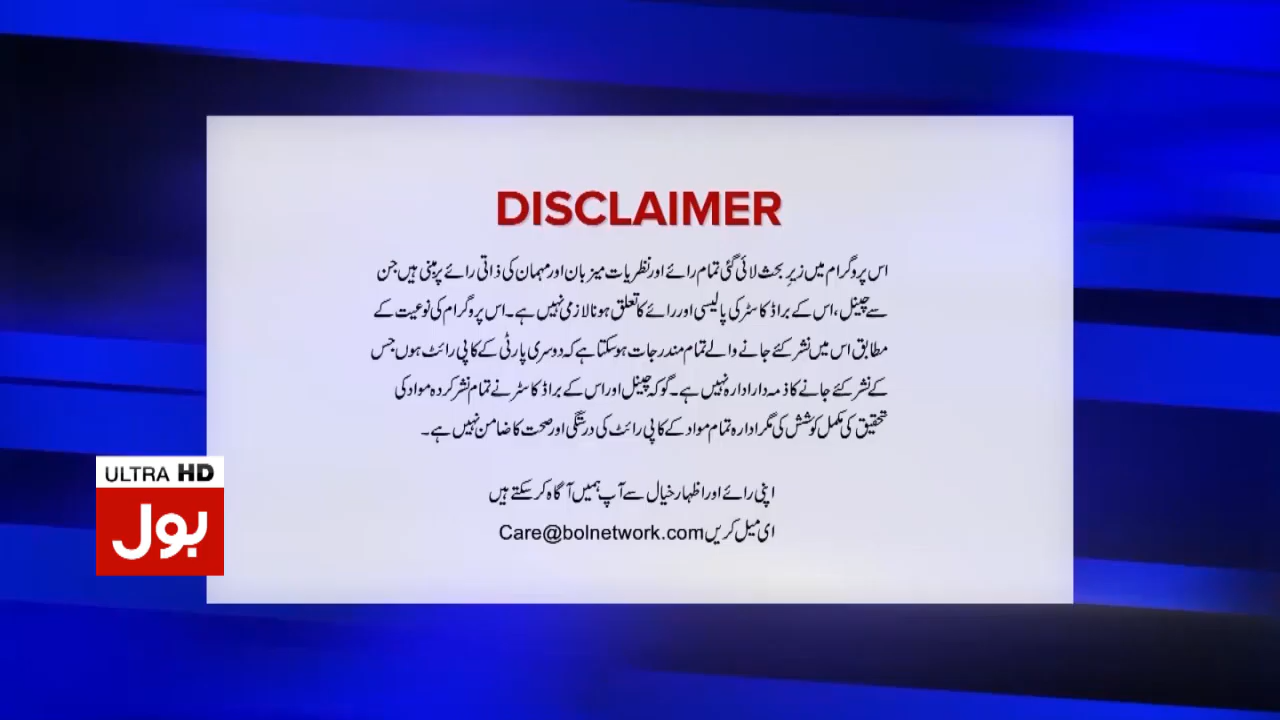 DISCLAIMER
اس پروگرام میں زیرِ بحث لائی گئی تمام رائے اور نظریات میزبان اور مہمان کی ذاتی رائے پر مبنی ہیں جن
سے چینل ، اس کے براڈ کاسٹر کی پالیسی اور رائے کا تعلق ہونا لازمی نہیں ہے۔ اس پروگرام کی نوعیت کے
مطابق اس میں نشر کئے جانے والے تمام مندرجات ہوسکتا ہے کہ دوسری پارٹی کے کاپی رائٹ ہوں جس
کے نشر کئے جانے کا ذمہ دار ادارہ نہیں ہے۔ گو کہ چینل اور اس کے براڈ کاسٹر نے تمام نشر کردہ مواد کی
تحقیق کی مکمل کوشش کی مگر ادارہ تمام مواد کے کاپی رائٹ کی درستگی اور صحت کا ضامن نہیں ہے۔
اپنی رائے اور اظہار خیال سے آپ ہمیں آگاہ کر سکتے ہیں
ای میل کریں Care@bolnetwork.com
ULTRA HD
بول